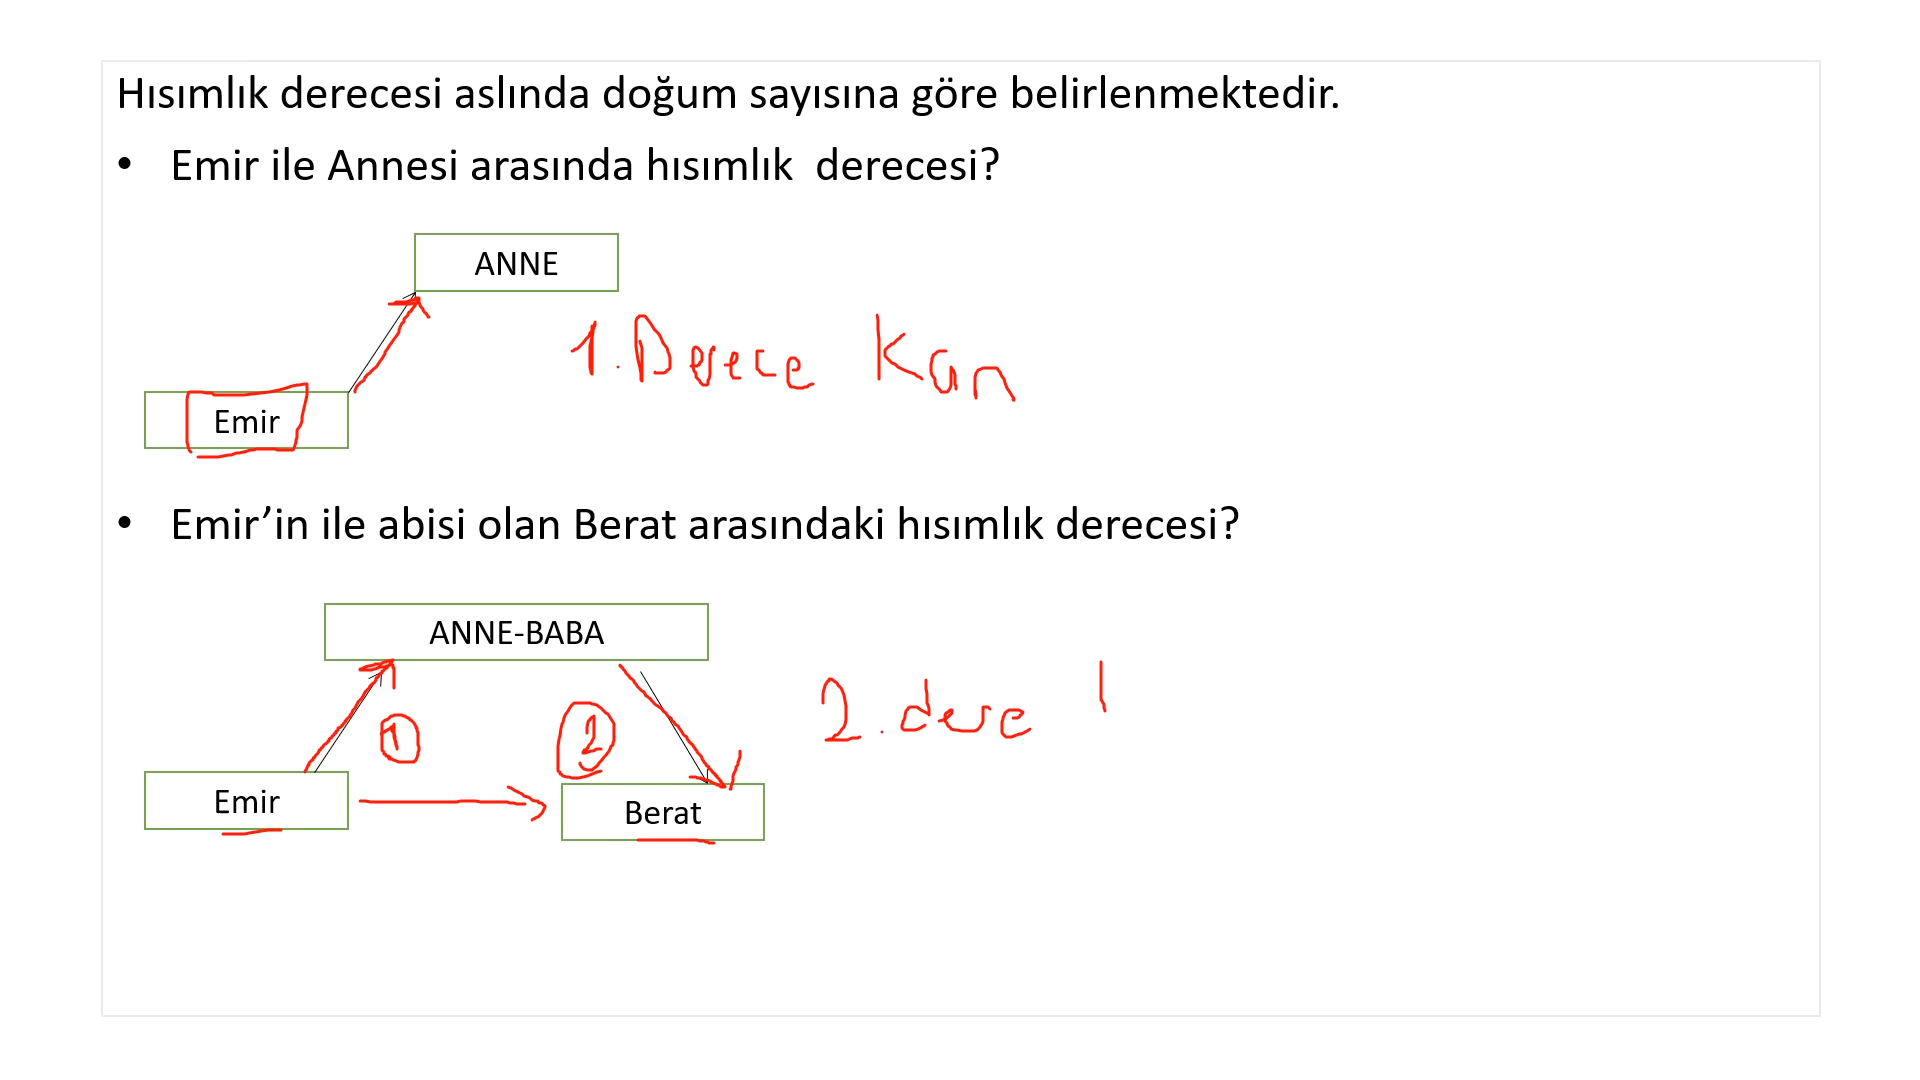 Hısımlık derecesi aslında doğum sayısına göre belirlenmektedir.
• Emir ile Annesi arasında hısımlık derecesi?
ANNE
1.Derece Kan
Emir
• Emir’in ile abisi olan Berat arasındaki hısımlık derecesi?
ANNE-BABA
2.dere
1
2
Emir
Berat